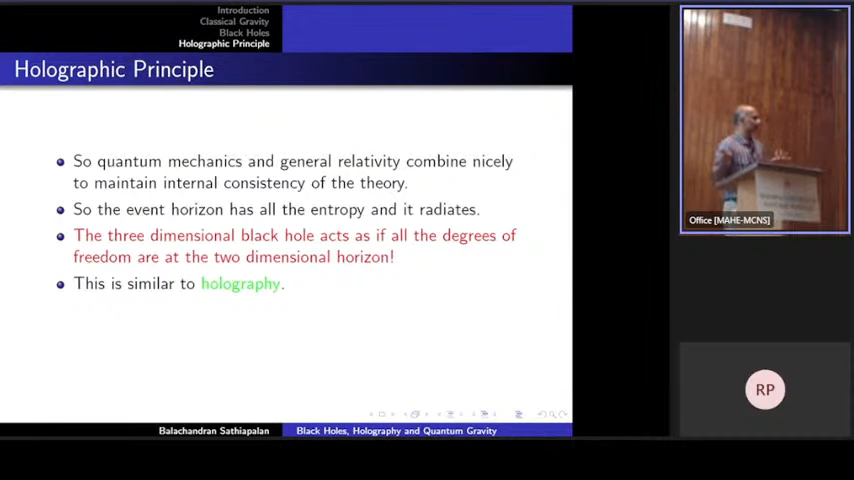 Introduction
Classical Gravity
Black Holes
Holographic Principle
Holographic Principle
So quantum mechanics and general relativity combine nicely
to maintain internal consistency of the theory.
So the event horizon has all the entropy and it radiates.
The three dimensional black hole acts as if all the degrees of
freedom are at the two dimensional horizon!
This is similar to holography.
Balachandran Sathiapalan
Black Holes, Holography and Quantum Gravity
Office [MAHE-MCNS]
RP